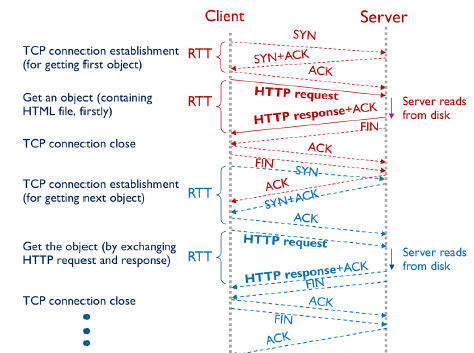 Client
Server
SYN
TCP connection establishment
(for getting first object)
RTT
SYN+ACK
ACK
Get an object (containing
HTML file, firstly)
RTT
HTTP request
HTTP response+ACK
Server reads
from disk
FIN
TCP connection close
ACK
FIN
SYN
TCP connection establishment
(for getting next object)
RTT
ACK
SYN+ACK
ACK
Get the object (by exchanging
HTTP request and response)
RTT
HTTP request
Server reads
from disk
HTTP response+ACK
FIN
TCP connection close
ACK
FIN
ACK